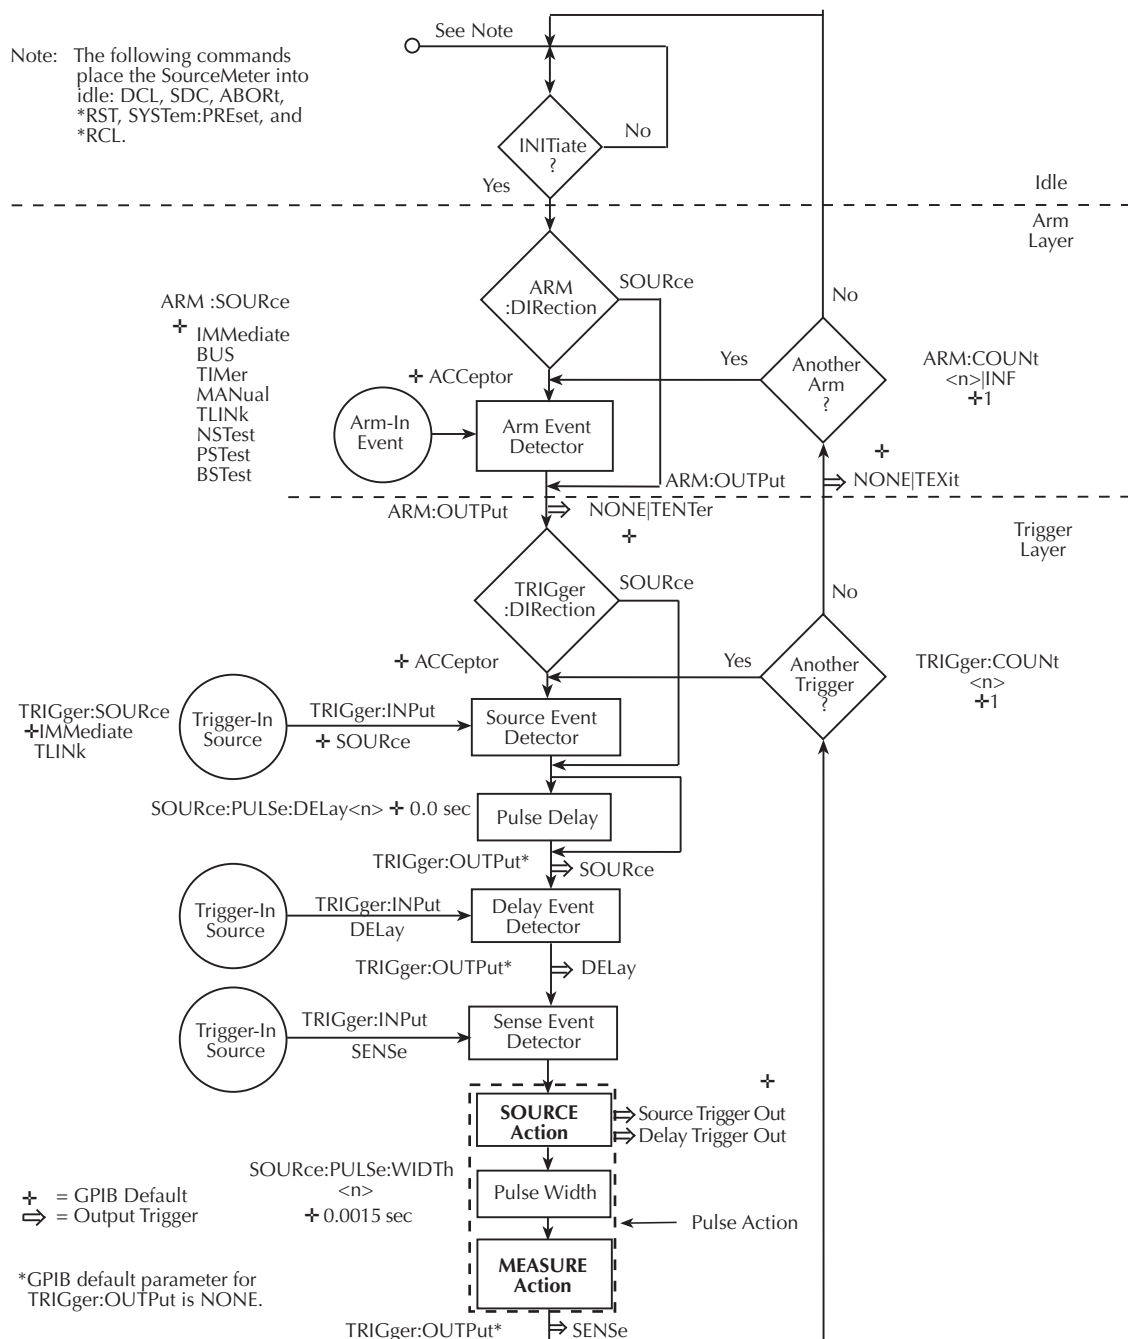 See Note
Note: The following commands
place the SourceMeter into
idle: DCL, SDC, ABORt,
*RST, SYSTem:PREset, and
*RCL.
No
INITiate
?
Yes
Idle
Arm
Layer
ARM
:DIRection
SOURce
No
ARM :SOURce
✛ IMMediate
BUS
TIMer
MANual
TLINk
NSTest
PSTest
BSTest
✛ ACCeptor
Yes
Another
Arm
?
ARM:COUNt
<n>|INF
✛1
Arm-In
Event
Arm Event
Detector
✛
ARM:OUTPut
⇒ NONE|TEXit
ARM:OUTPut
⇒ NONE|TENTer
✛
Trigger
Layer
TRIGger
:DIRection
SOURce
No
✛ ACCeptor
Yes
Another
Trigger
?
TRIGger:COUNt
<n>
✛1
TRIGger:SOURce
✛IMMediate
TLINk
Trigger-In
Source
TRIGger:INPut
✛ SOURce
Source Event
Detector
SOURce:PULSe:DELay<n> ✛ 0.0 sec
Pulse Delay
TRIGger:OUTPut*
⇒ SOURce
Trigger-In
Source
TRIGger:INPut
DELay
Delay Event
Detector
TRIGger:OUTPut*
⇒ DELay
Trigger-In
Source
TRIGger:INPut
SENSe
Sense Event
Detector
✛
SOURCE
Action
⇒ Source Trigger Out
⇒ Delay Trigger Out
SOURce:PULSe:WIDTh
<n>
✛ 0.0015 sec
Pulse Width
Pulse Action
✛ = GPIB Default
⇒ = Output Trigger
MEASURE
Action
*GPIB default parameter for
TRIGger:OUTPut is NONE.
TRIGger:OUTPut*
⇒ SENSe